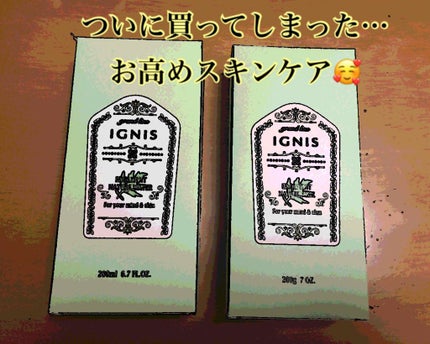 ついに買ってしまった…
お高めスキンケア🥰
IGNIS
For your mind & skin
200ml 6.7 FL.OZ.
IGNIS
For your mind & skin
200g 7 OZ.